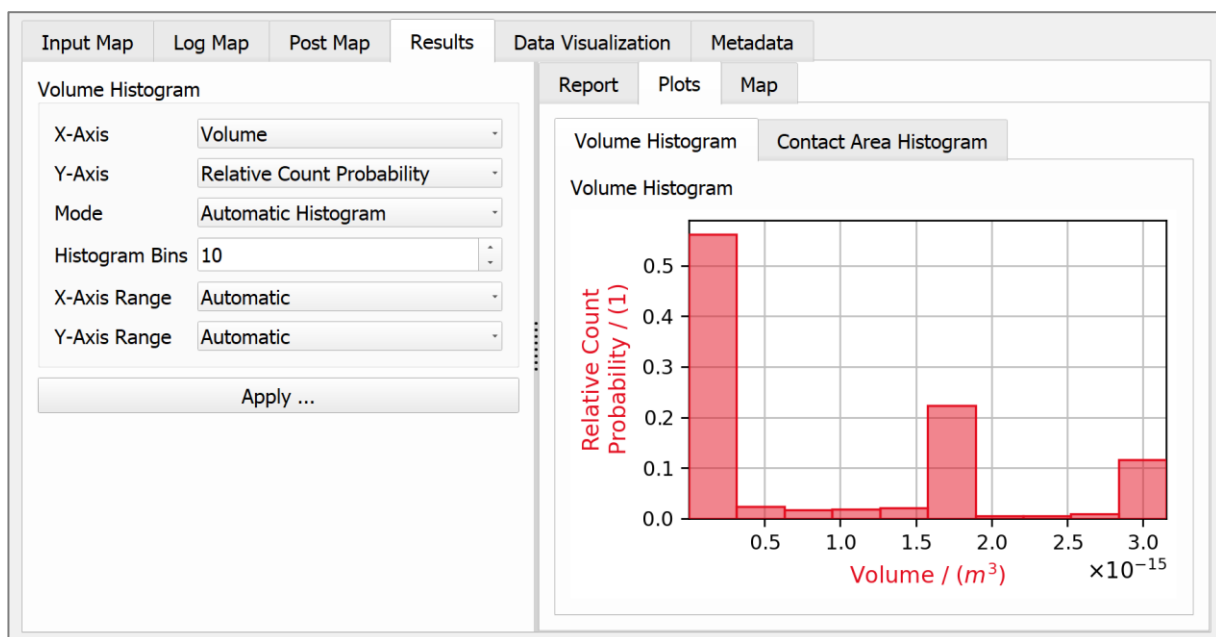 Input Map
Log Map
Post Map
Results
Data Visualization
Metadata
Volume Histogram
X-Axis
Volume
Y-Axis
Relative Count Probability
Mode
Automatic Histogram
Histogram Bins
10
X-Axis Range
Automatic
Y-Axis Range
Automatic
Apply ...
Report
Plots
Map
Volume Histogram
Contact Area Histogram
Volume Histogram
Relative Count
Probability / (1)
0.5
0.4
0.3
0.2
0.1
0.0
0.5
1.0
1.5
2.0
2.5
3.0
×10⁻¹⁵
Volume / (m³)